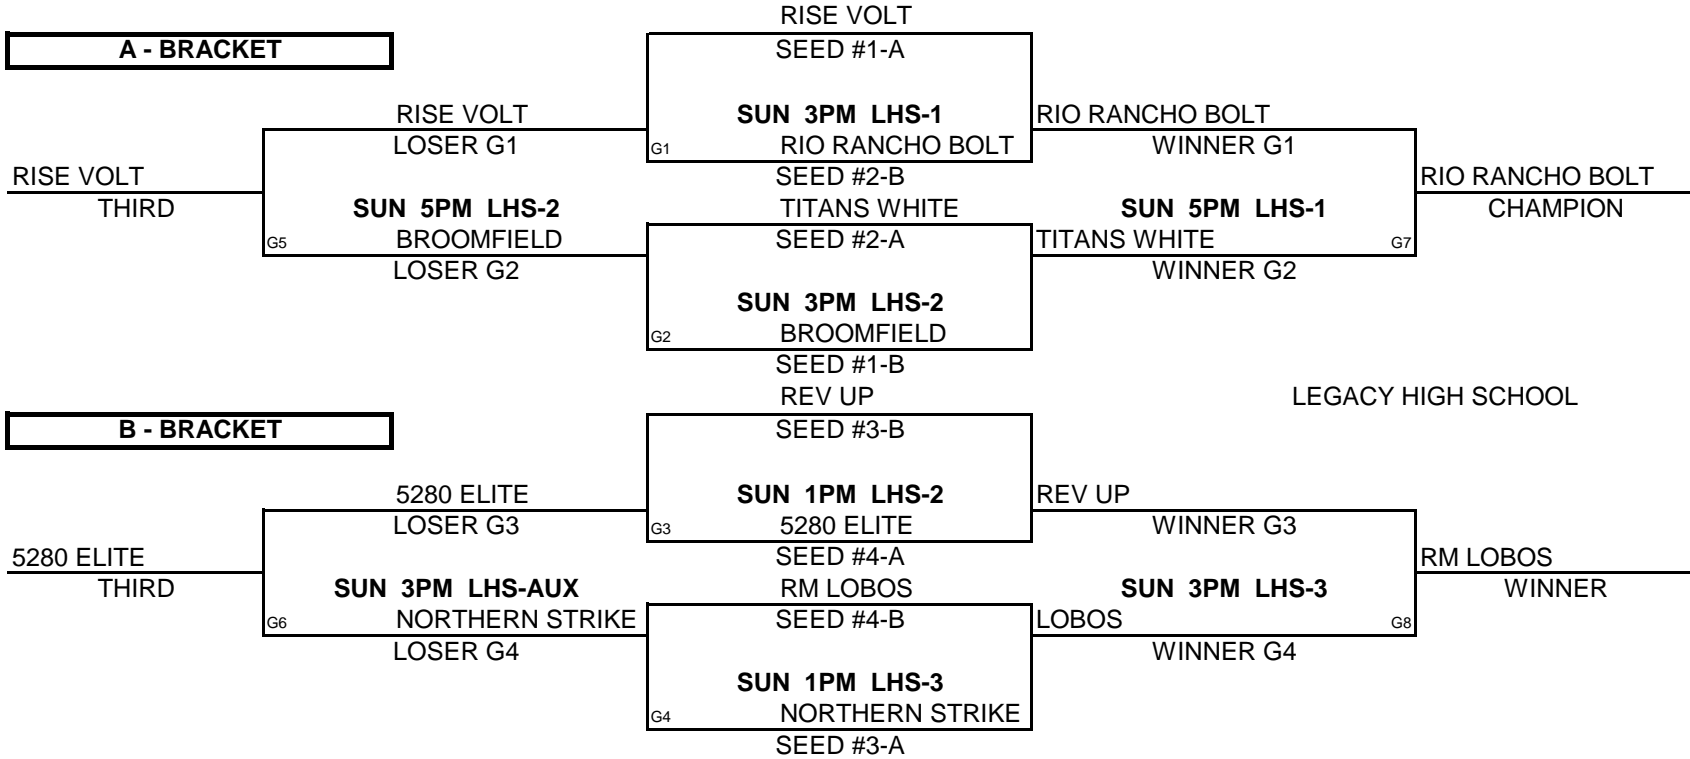 RISE VOLT
A - BRACKET
SEED #1-A
RISE VOLT
SUN 3PM LHS-1
RIO RANCHO BOLT
LOSER G1
G1
RIO RANCHO BOLT
WINNER G1
RISE VOLT
SEED #2-B
RIO RANCHO BOLT
THIRD
SUN 5PM LHS-2
TITANS WHITE
SUN 5PM LHS-1
CHAMPION
G5
BROOMFIELD
SEED #2-A
TITANS WHITE
G7
LOSER G2
WINNER G2
SUN 3PM LHS-2
G2
BROOMFIELD
SEED #1-B
REV UP
LEGACY HIGH SCHOOL
B - BRACKET
SEED #3-B
5280 ELITE
SUN 1PM LHS-2
REV UP
LOSER G3
G3
5280 ELITE
WINNER G3
5280 ELITE
SEED #4-A
RM LOBOS
THIRD
SUN 3PM LHS-AUX
RM LOBOS
SUN 3PM LHS-3
WINNER
G6
NORTHERN STRIKE
SEED #4-B
LOBOS
G8
LOSER G4
WINNER G4
SUN 1PM LHS-3
G4
NORTHERN STRIKE
SEED #3-A